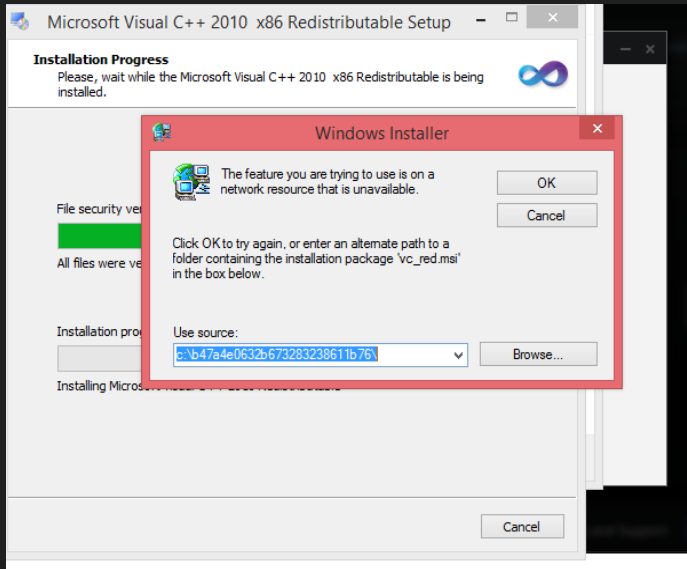 Microsoft Visual C++ 2010 x86 Redistributable Setup
Installation Progress
Please, wait while the Microsoft Visual C++ 2010 x86 Redistributable is being
installed.
Windows Installer
The feature you are trying to use is on a
network resource that is unavailable.
OK
Cancel
File security ve
Click OK to try again, or enter an alternate path to a
folder containing the installation package 'vc_red.msi'
in the box below.
All files were ve
Installation pro
Use source:
c:\b47a4e0632b673283238611b76\
Browse...
Installing
Cancel